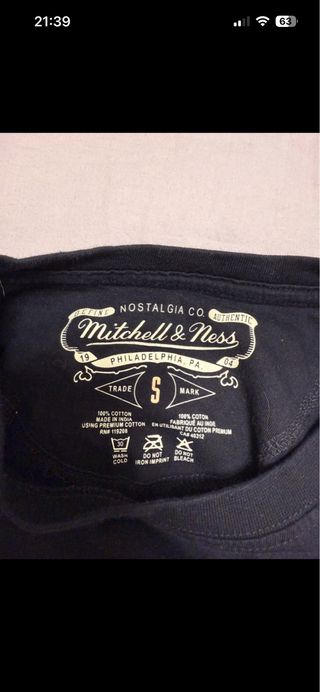 21:39
63
DEFINE
NOSTALGIA CO.
AUTHENTIC
Mitchell & Ness
19
PHILADELPHIA, PA.
04
TRADE
S
MARK
100% COTTON
MADE IN INDIA
USING PREMIUM COTTON
RN# 119208
100% COTON
FABRIQUÉ AU INDE
EN UTILISANT DU COTON PREMIUM
CA# 40312
30
WASH
COLD
DO NOT
IRON IMPRINT
DO NOT
BLEACH